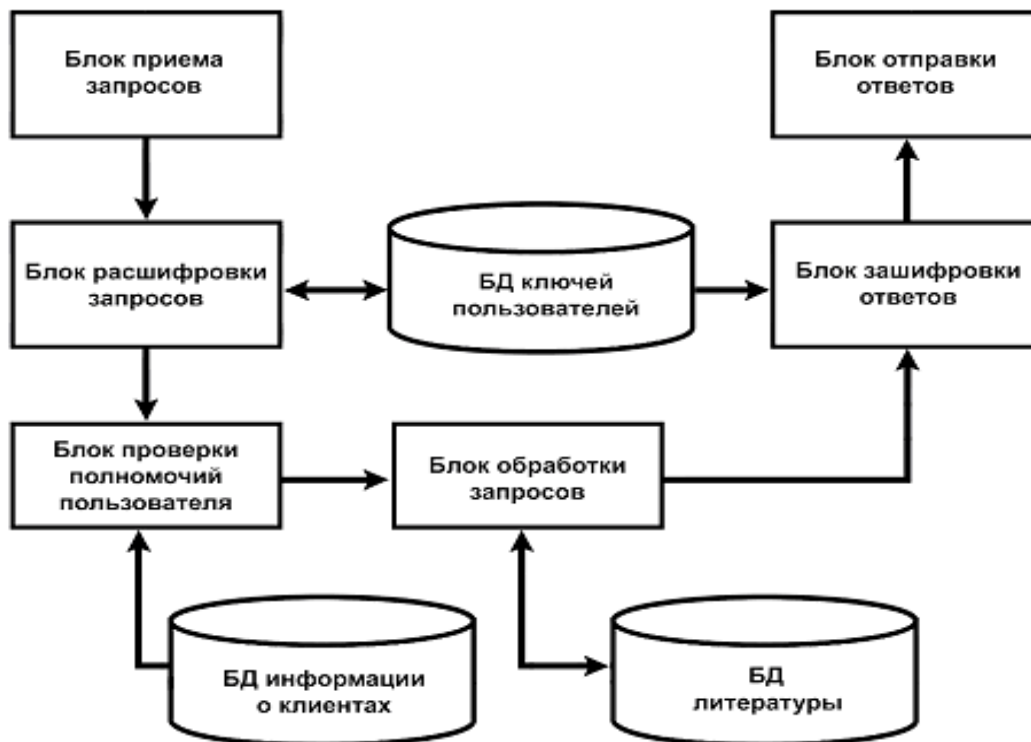 Блок приема
запросов
Блок отправки
ответов
Блок расшифровки
запросов
БД ключей
пользователей
Блок зашифровки
ответов
Блок проверки
полномочий
пользователя
Блок обработки
запросов
БД информации
о клиентах
БД
литературы